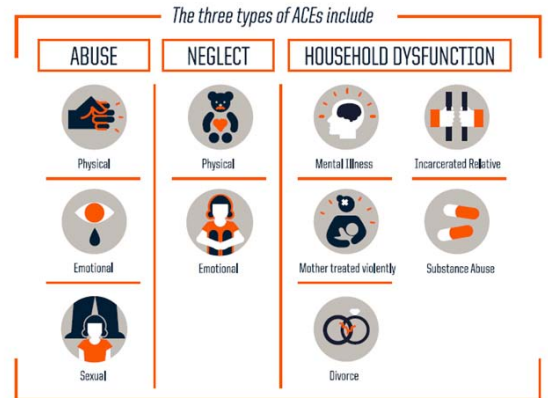 The three types of ACEs include
ABUSE
NEGLECT
HOUSEHOLD DYSFUNCTION
Physical
Physical
Mental Illness
Incarcerated Relative
Emotional
Emotional
Mother treated violently
Substance Abuse
Sexual
Divorce